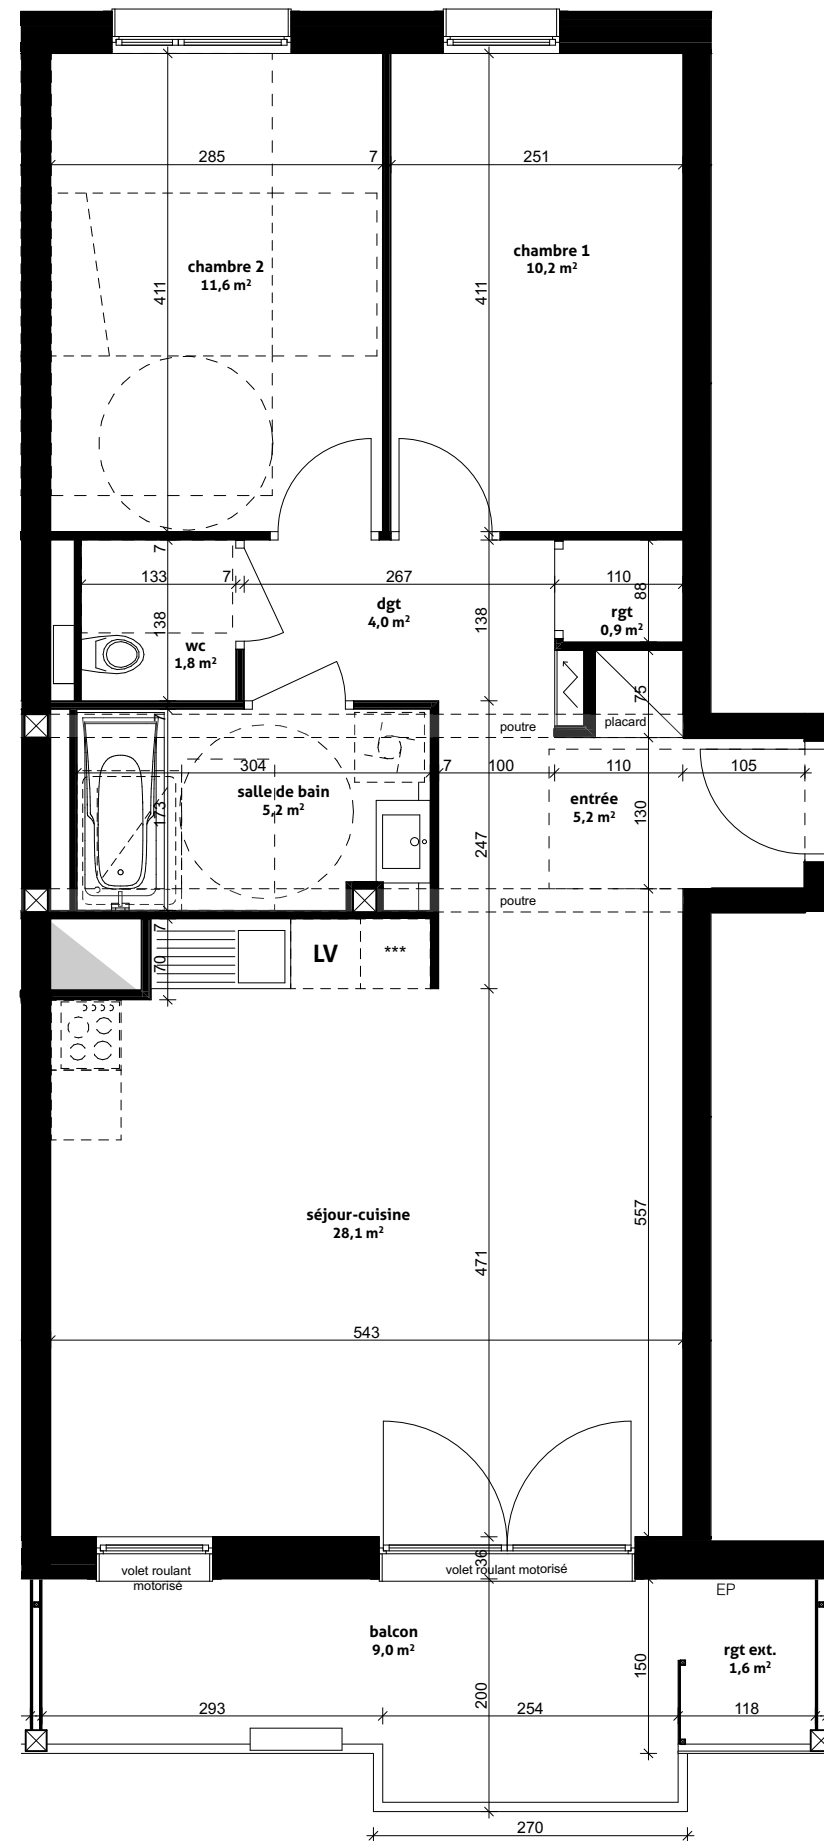 285
7
251
chambre 2
11,6 m²
chambre 1
10,2 m²
411
411
7
133
7
267
110
88
138
138
dgt
4,0 m²
rgt
0,9 m²
wc
1,8 m²
75
7
poutre
placard
304
7
100
110
105
salle de bain
5,2 m²
entrée
5,2 m²
173
130
247
poutre
7
70
LV
***
séjour-cuisine
28,1 m²
557
471
543
36
volet roulant
motorisé
volet roulant motorisé
EP
balcon
9,0 m²
rgt ext.
1,6 m²
150
200
293
254
118
270